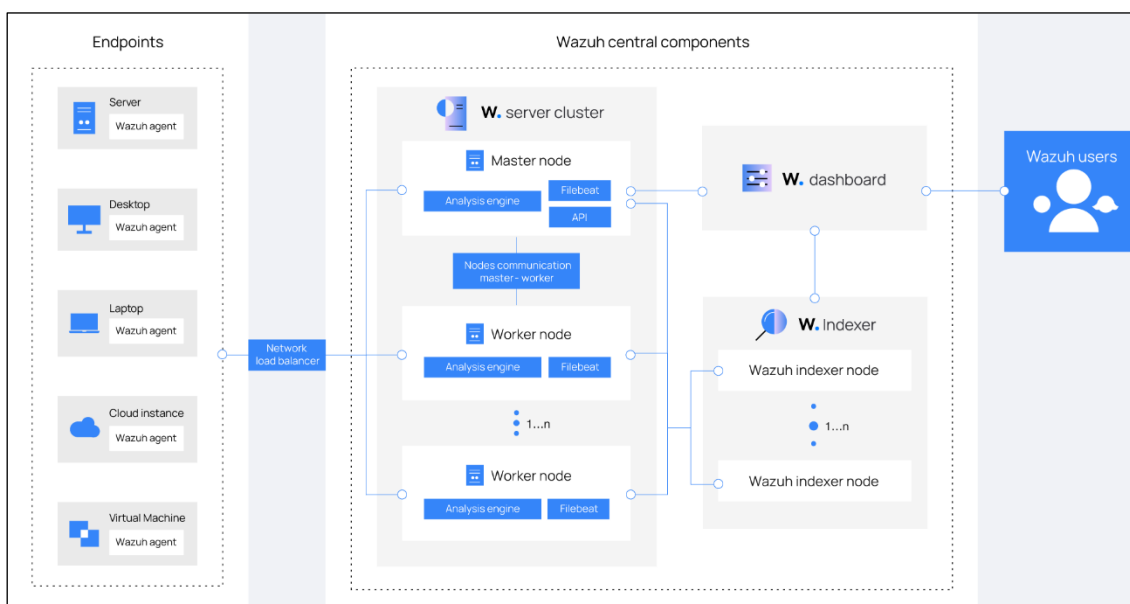 Endpoints
Server
Wazuh agent
Desktop
Wazuh agent
Laptop
Wazuh agent
Cloud instance
Wazuh agent
Virtual Machine
Wazuh agent
Network
load balancer
Wazuh central components
W. server cluster
Master node
Analysis engine
Filebeat
API
Nodes communication
master- worker
Worker node
Analysis engine
Filebeat
1...n
Worker node
Analysis engine
Filebeat
W. dashboard
W. Indexer
Wazuh indexer node
1...n
Wazuh indexer node
Wazuh users